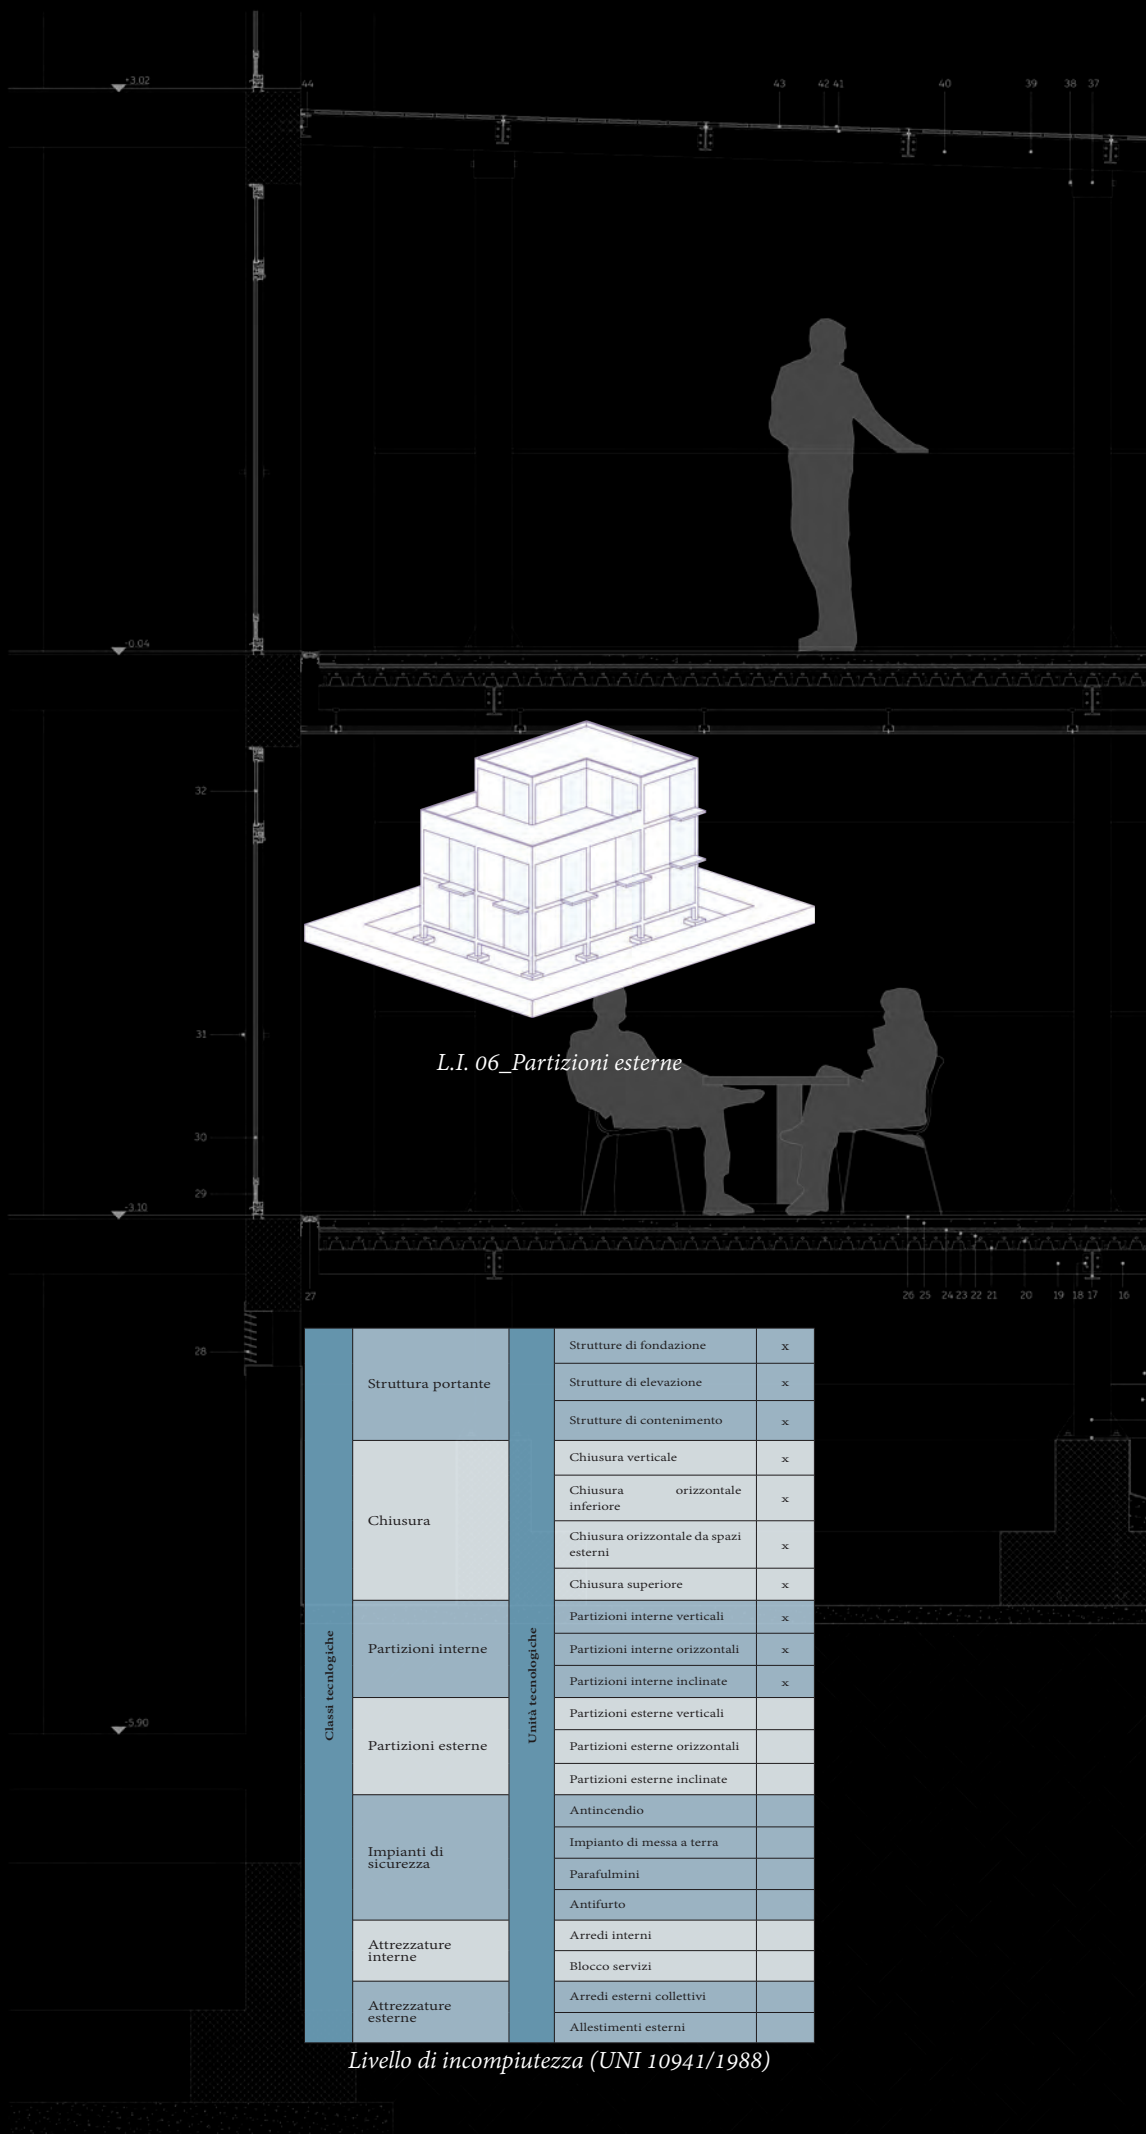 +3.02
44
43
42 41
40
39
38 37
-0.04
32
31
L.I. 06_Partizioni esterne
30
29
-3.10
27
26 25 24 23 22 21 20 19 18 17 16
28
Classi tecnlogiche
Unità tecnologiche
Struttura portante
Strutture di fondazione x
Strutture di elevazione x
Strutture di contenimento x
Chiusura
Chiusura verticale x
Chiusura orizzontale
inferiore x
Chiusura orizzontale da spazi
esterni x
Chiusura superiore x
Partizioni interne
Partizioni interne verticali x
Partizioni interne orizzontali x
Partizioni interne inclinate x
Partizioni esterne
Partizioni esterne verticali
Partizioni esterne orizzontali
Partizioni esterne inclinate
-5.90
Impianti di
sicurezza
Antincendio
Impianto di messa a terra
Parafulmini
Antifurto
Attrezzature
interne
Arredi interni
Blocco servizi
Attrezzature
esterne
Arredi esterni collettivi
Allestimenti esterni
Livello di incompiutezza (UNI 10941/1988)